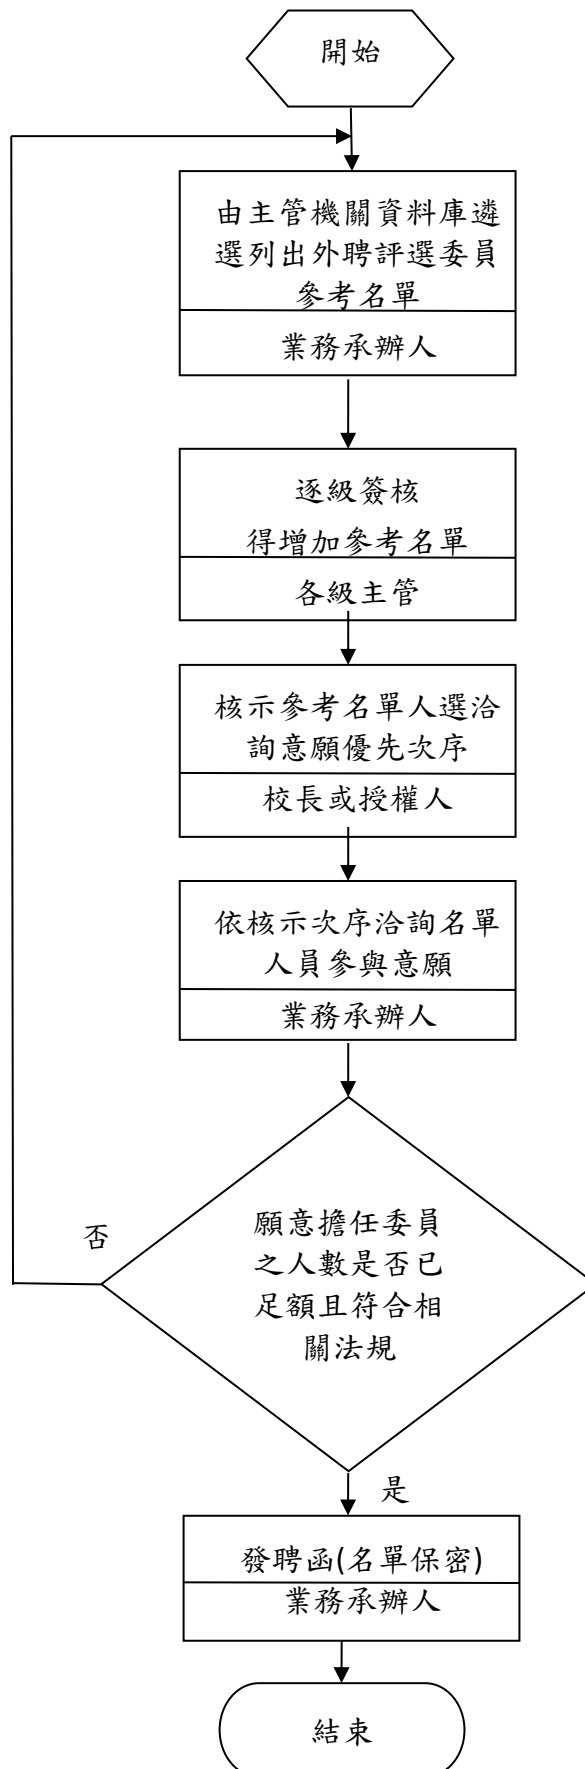 開始
由主管機關資料庫遴
選列出外聘評選委員
參考名單
業務承辦人
逐級簽核
得增加參考名單
各級主管
核示參考名單人選洽
詢意願優先次序
校長或授權人
依核示次序洽詢名單
人員參與意願
業務承辦人
否
願意擔任委員
之人數是否已
足額且符合相
關法規
是
發聘函(名單保密)
業務承辦人
結束